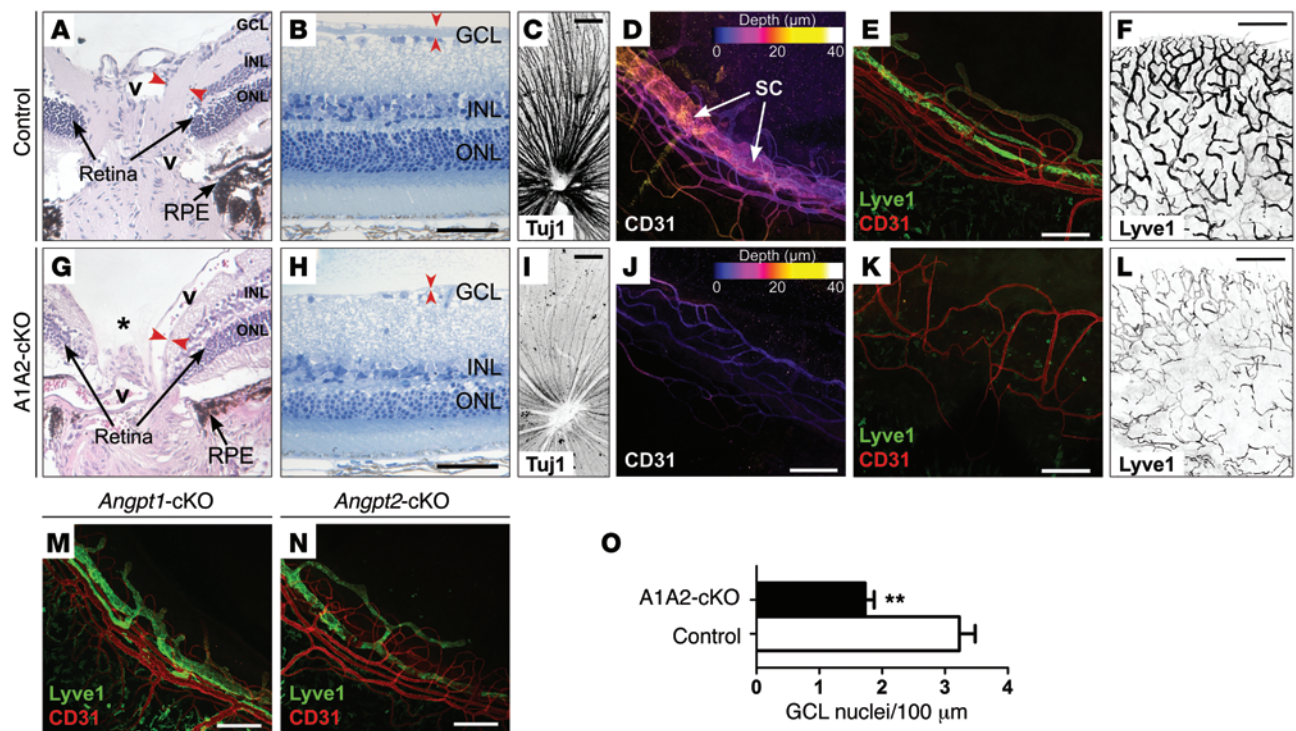 Control
A
GCL
INL
ONL
v
v
Retina
RPE
B
GCL
INL
ONL
C
Tuj1
D
Depth (μm)
0 20 40
SC
CD31
E
Lyve1
CD31
F
Lyve1
A1A2-cKO
G
v
INL
ONL
*
v
Retina
RPE
H
GCL
INL
ONL
I
Tuj1
J
Depth (μm)
0 20 40
CD31
K
Lyve1
CD31
L
Lyve1
Angpt1-cKO
Angpt2-cKO
M
Lyve1
CD31
N
Lyve1
CD31
O
A1A2-cKO
**
Control
0 1 2 3 4
GCL nuclei/100 μm